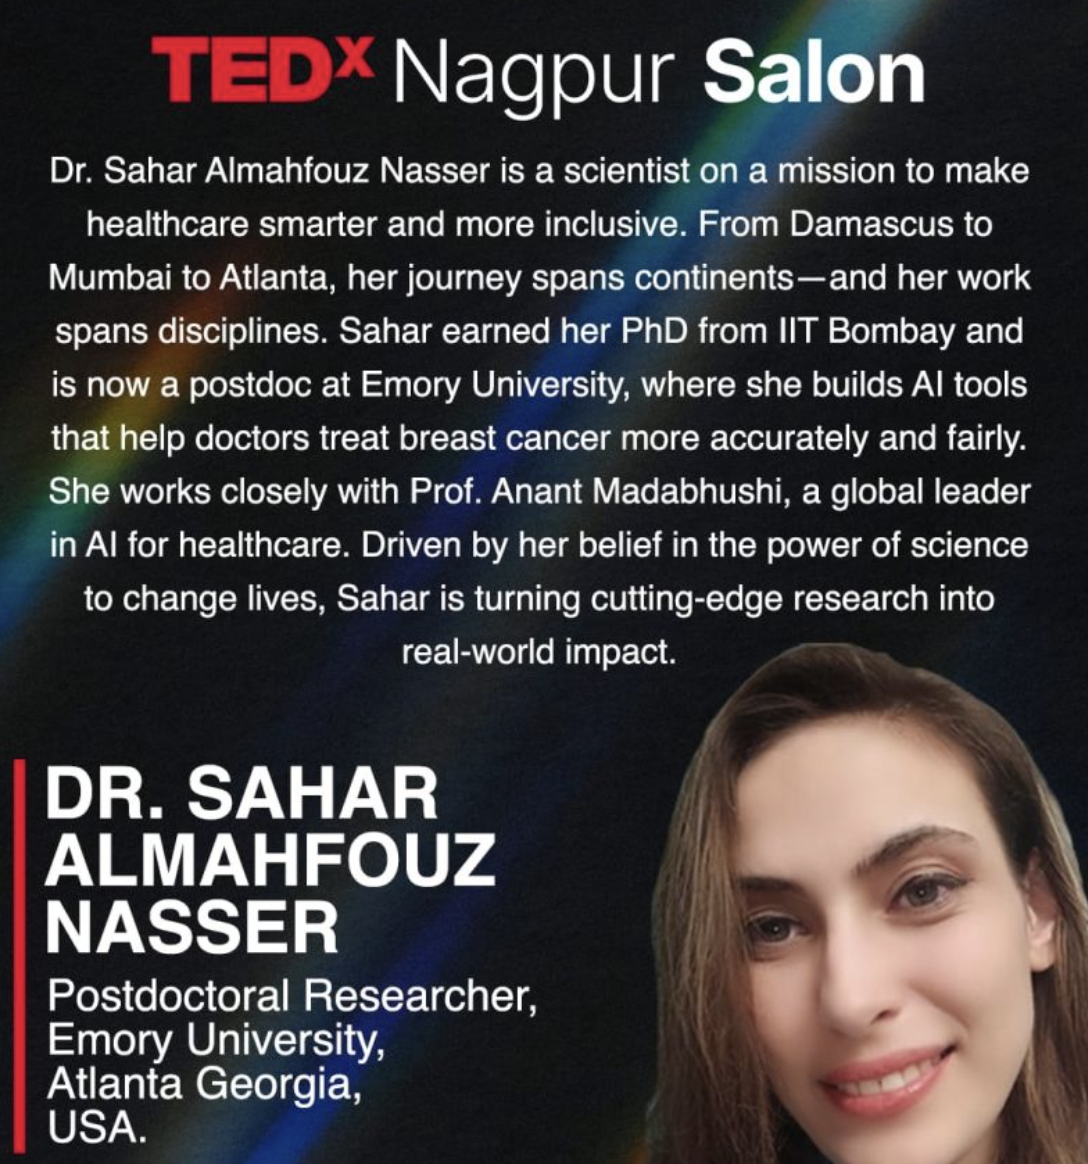 TEDx Nagpur Salon
Dr. Sahar Almahfouz Nasser is a scientist on a mission to make
healthcare smarter and more inclusive. From Damascus to
Mumbai to Atlanta, her journey spans continents—and her work
spans disciplines. Sahar earned her PhD from IIT Bombay and
is now a postdoc at Emory University, where she builds AI tools
that help doctors treat breast cancer more accurately and fairly.
She works closely with Prof. Anant Madabhushi, a global leader
in AI for healthcare. Driven by her belief in the power of science
to change lives, Sahar is turning cutting-edge research into
real-world impact.
DR. SAHAR
ALMAHFOUZ
NASSER
Postdoctoral Researcher,
Emory University,
Atlanta Georgia,
USA.